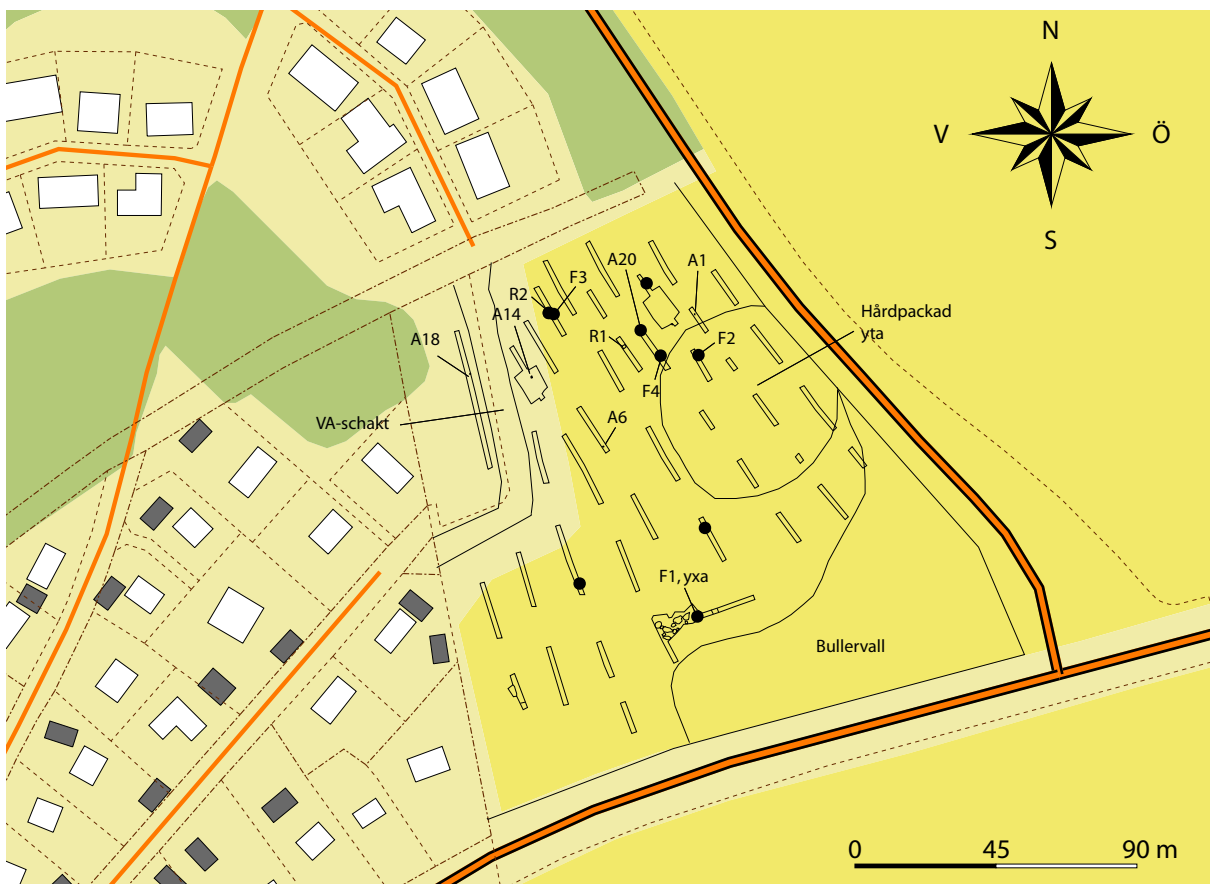 N
V
Ö
S
A20
A1
R2
F3
A14
R1
F2
Hårdpackad
yta
A18
F4
VA-schakt
A6
F1, yxa
Bullervall
0
45
90 m